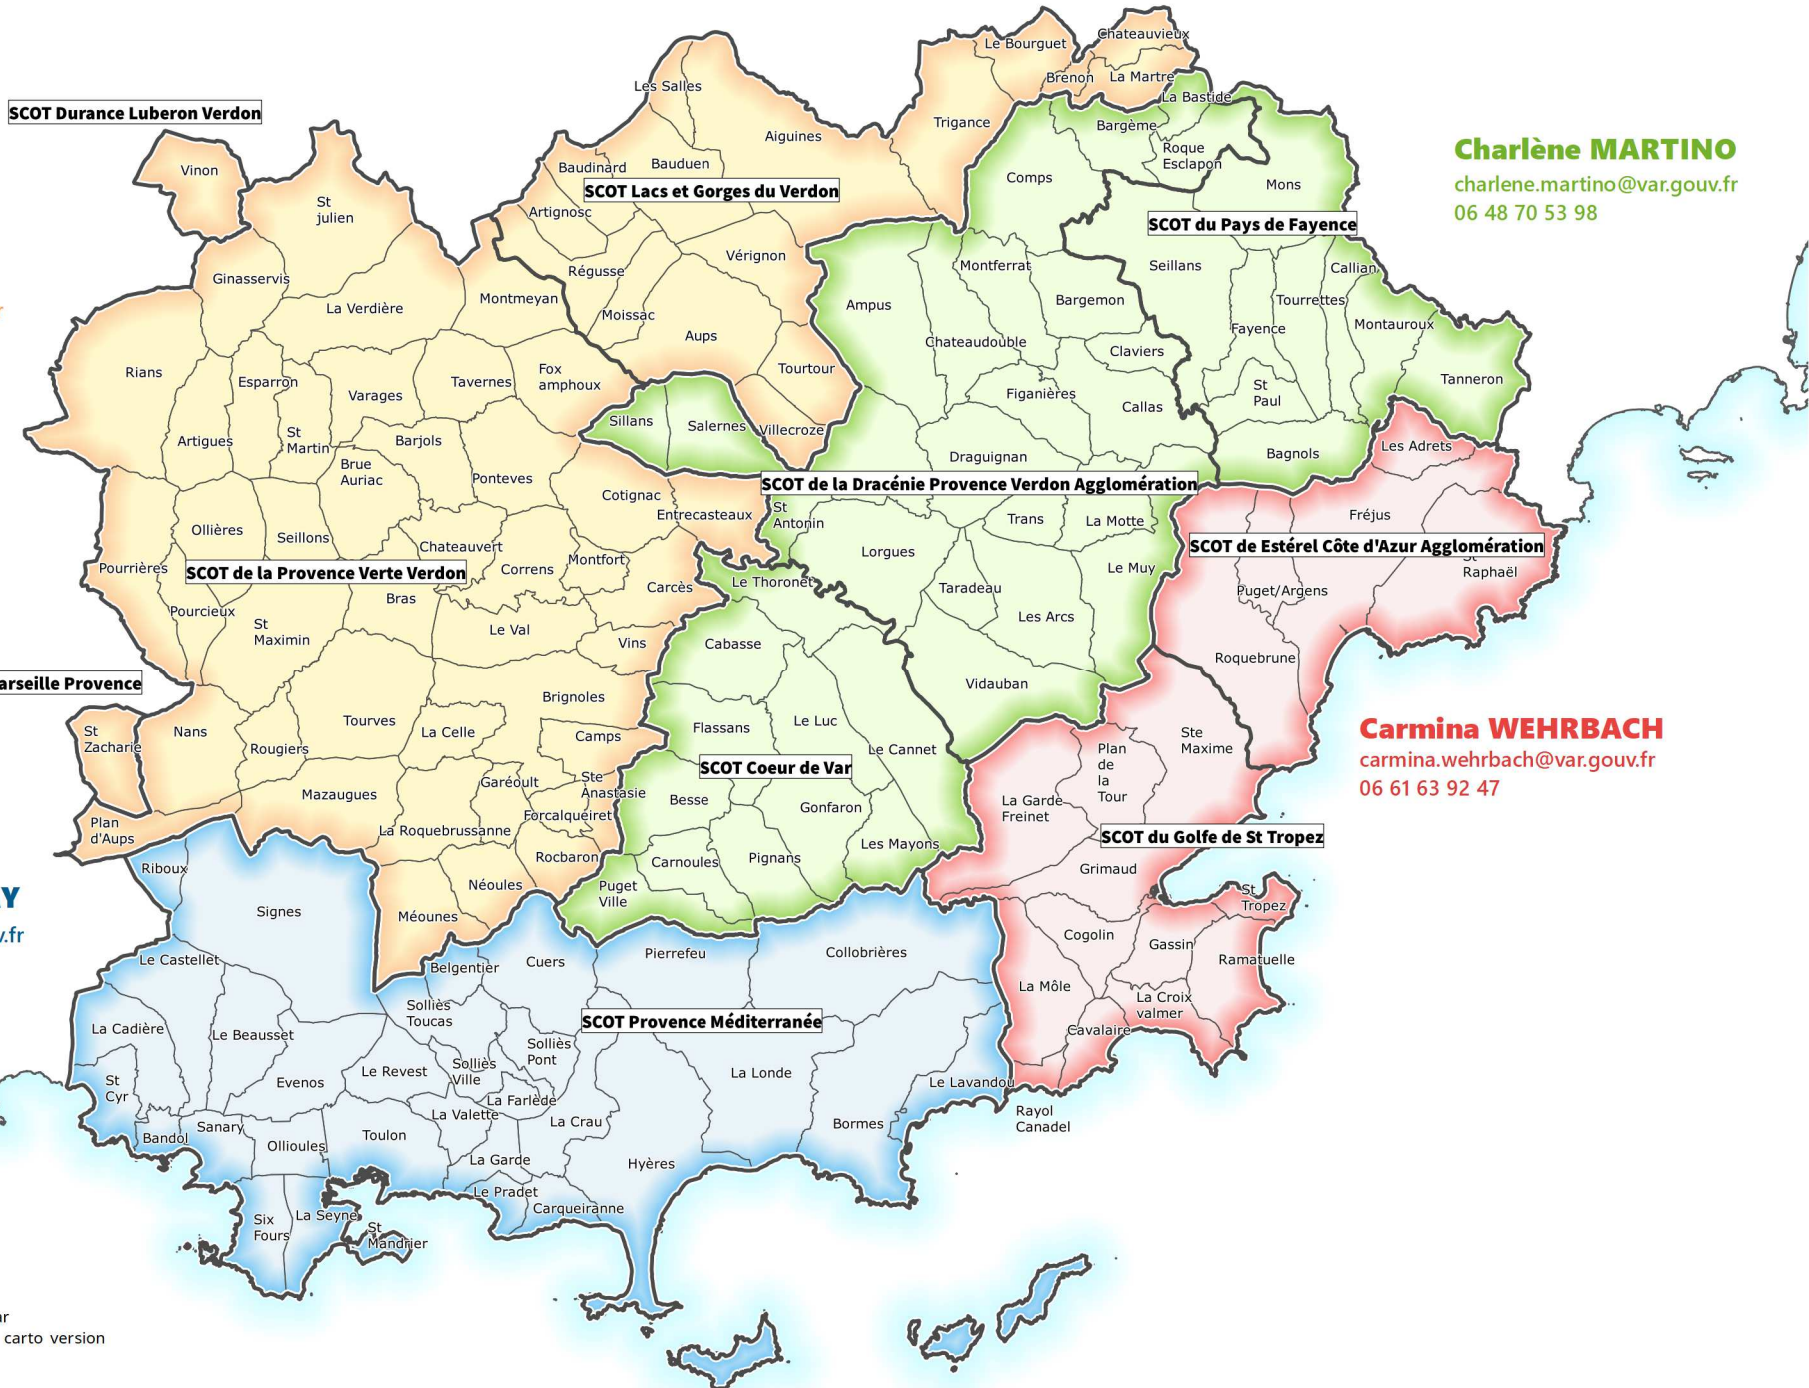 Le Bourguet
Chateauvieux
Brenon
La Martre
Les Salles
La Bastide
SCOT Durance Luberon Verdon
Trigance
Bargème
Aiguines
Roque
Esclapon
Charlène MARTINO
charlene.martino@var.gouv.fr
06 48 70 53 98
Vinon
Baudinard
Bauduen
Comps
Mons
SCOT Lacs et Gorges du Verdon
St
julien
Artignosc
SCOT du Pays de Fayence
Vérignon
Montferrat
Seillans
Callian
Ginasservis
Régusse
La Verdière
Montmeyan
Moissac
Ampus
Bargemon
Tourrettes
Aups
Fayence
Montauroux
Chateaudouble
Claviers
Rians
Esparron
Varages
Tavernes
Fox
amphoux
Tourtour
Figanières
Callas
St
Paul
Tanneron
Sillans
Salernes
Villecroze
Artigues
St
Martin
Barjols
Brue
Auriac
Ponteves
Draguignan
Bagnols
Les Adrets
SCOT de la Dracénie Provence Verdon Agglomération
Cotignac
Entrecasteaux
St
Antonin
Trans
La Motte
Fréjus
Ollières
Seillons
Chateauvert
Lorgues
SCOT de Estérel Côte d'Azur Agglomération
Pourrières
SCOT de la Provence Verte Verdon
Correns
Montfort
Le Muy
St
Raphaël
Bras
Carcès
Le Thoronet
Taradeau
Puget/Argens
Pourcieux
St
Maximin
Le Val
Vins
Cabasse
Les Arcs
Roquebrune
arseille Provence
Brignoles
Vidauban
St
Zacharie
Nans
Tourves
La Celle
Camps
Flassans
Le Luc
Ste
Maxime
Rougiers
Le Cannet
Plan
de
la
Tour
Carmina WEHRBACH
carmina.wehrbach@var.gouv.fr
06 61 63 92 47
SCOT Coeur de Var
Mazaugues
Garéoult
Ste
Anastasie
Besse
Gonfaron
La Garde
Freinet
Plan
d'Aups
La Roquebrussanne
Forcalqueiret
SCOT du Golfe de St Tropez
Rocbaron
Carnoules
Pignans
Les Mayons
Riboux
Néoules
Puget
Ville
Grimaud
Y
v.fr
Signes
Méounes
St
Tropez
Cogolin
Gassin
Le Castellet
Belgentier
Cuers
Pierrefeu
Collobrières
Ramatuelle
La Môle
La Croix
valmer
Solliès
Toucas
SCOT Provence Méditerranée
La Cadière
Le Beausset
Cavalaire
Solliès
Pont
Solliès
Ville
Le Revest
La Londe
Le Lavandou
St
Cyr
Evenos
La Farlède
La Valette
La Crau
Rayol
Canadel
Bandol
Sanary
Ollioules
Toulon
Bormes
La Garde
Hyères
Le Pradet
Carqueiranne
Six
Fours
La Seyne
St
Mandrier
ar
carto version